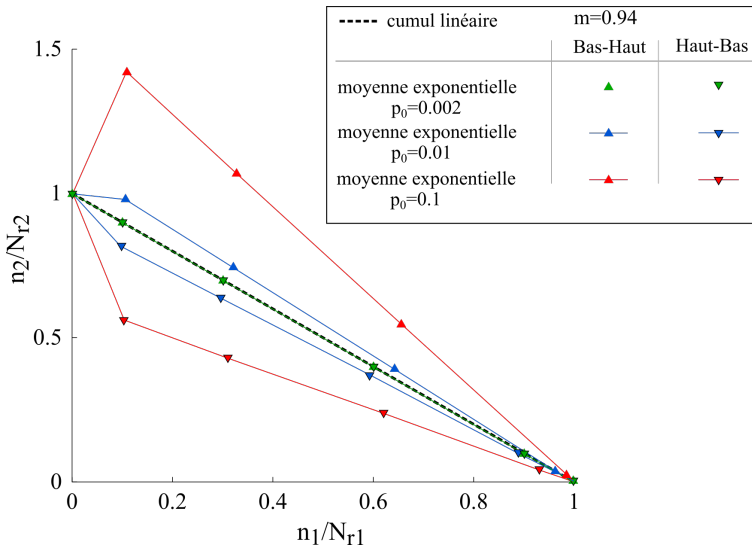 cumul linéaire m=0.94
Bas-Haut Haut-Bas
moyenne exponentielle
p₀=0.002
moyenne exponentielle
p₀=0.01
moyenne exponentielle
p₀=0.1
1.5
1
0.5
0
n₂/Nᵣ₂
0 0.2 0.4 0.6 0.8 1
n₁/Nᵣ₁